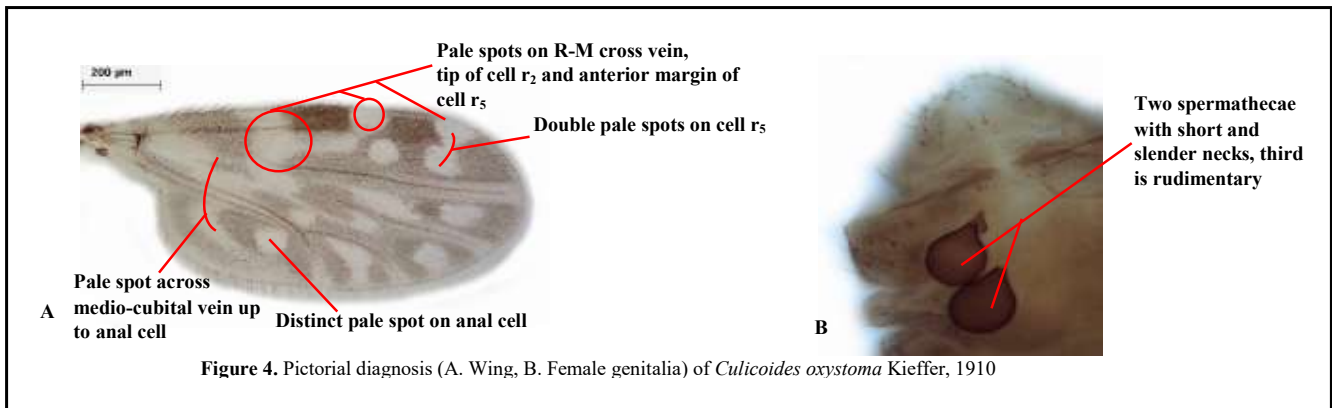 Pale spots on R-M cross vein,
tip of cell r2 and anterior margin of
cell r5
200 µm
Double pale spots on cell r5
Two spermathecae
with short and
slender necks, third
is rudimentary
Pale spot across
medio-cubital vein up
to anal cell
A
Distinct pale spot on anal cell
B
Figure 4. Pictorial diagnosis (A. Wing, B. Female genitalia) of Culicoides oxystoma Kieffer, 1910